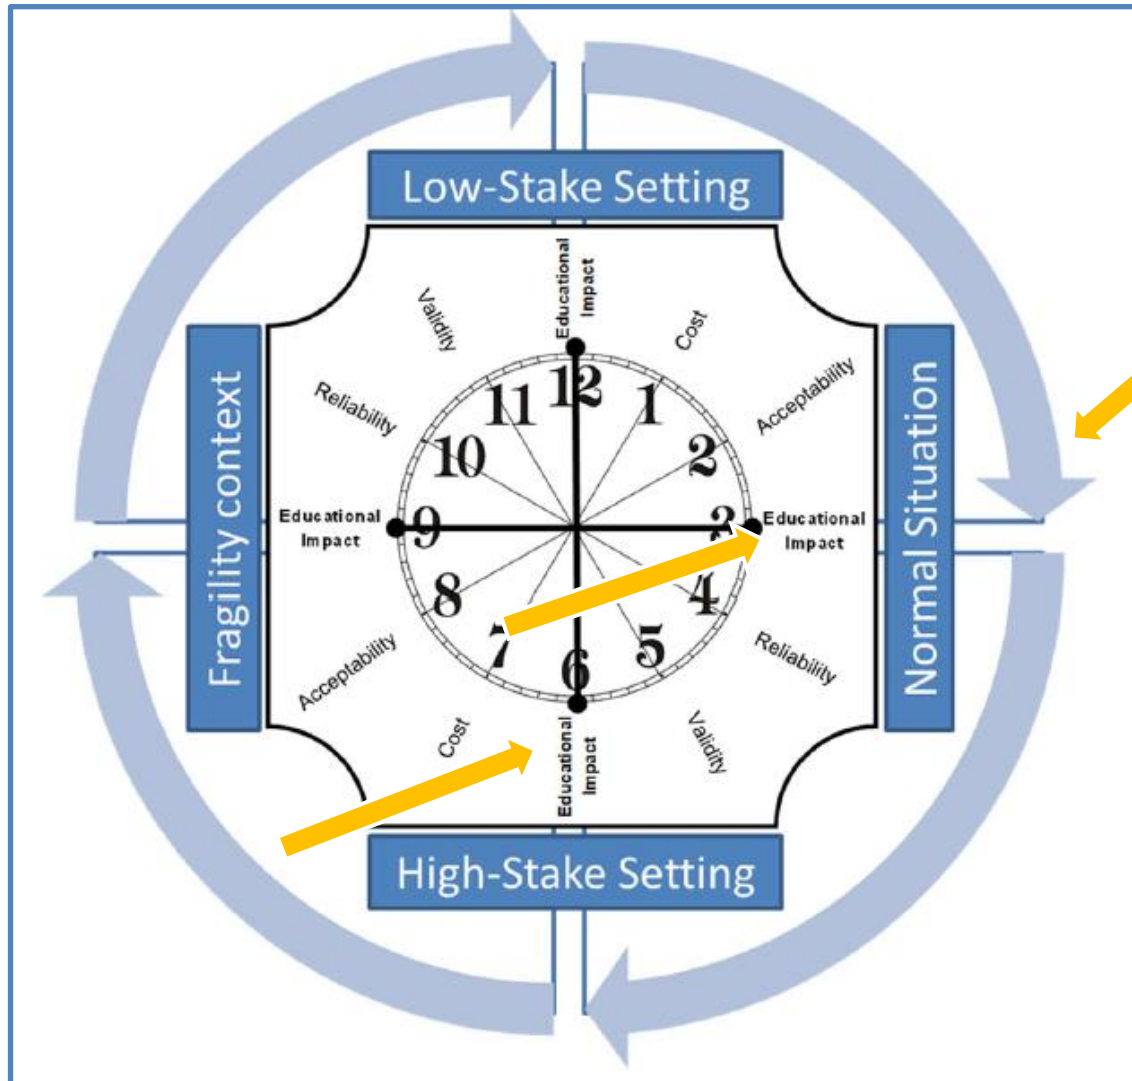 Low-Stake Setting
Educational
Impact
Validity
Cost
Reliability
Acceptability
12
11
1
10
2
Fragility context
Educational
Impact
9
3
Educational
Impact
Normal Situation
8
4
7
5
6
Acceptability
Reliability
Cost
Validity
Educational
Impact
High-Stake Setting